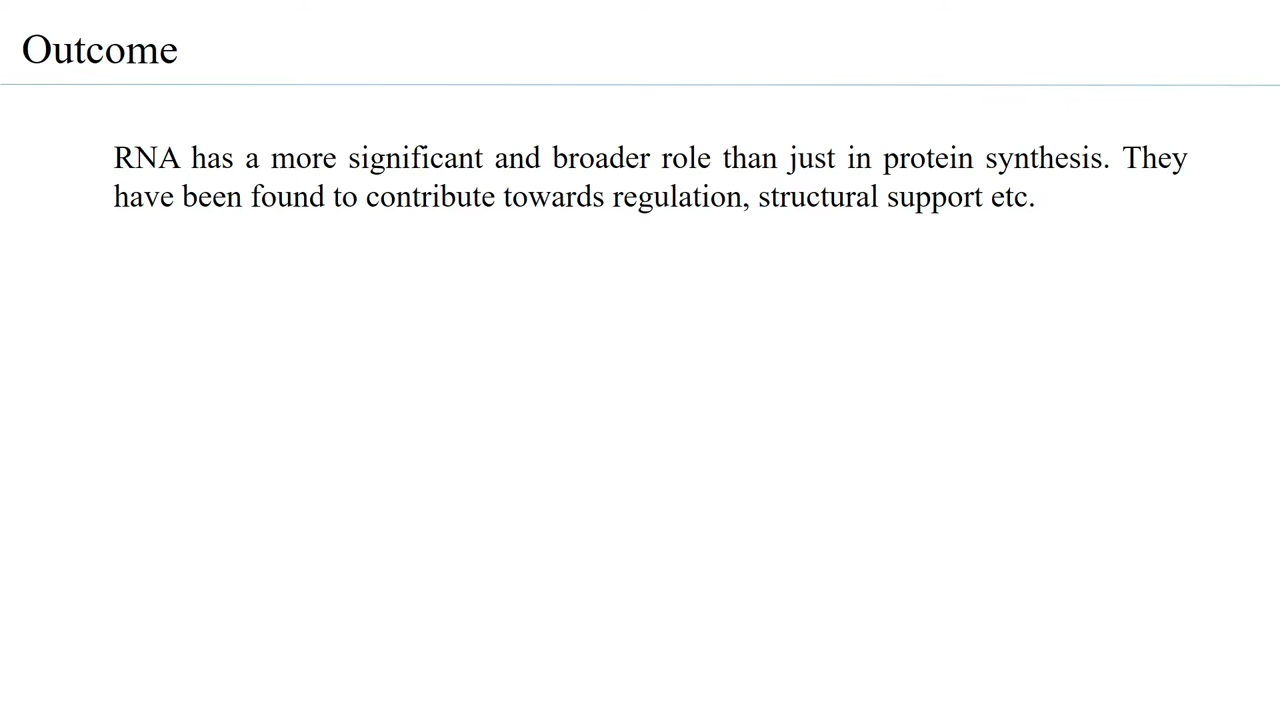 Outcome
RNA has a more significant and broader role than just in protein synthesis. They
have been found to contribute towards regulation, structural support etc.